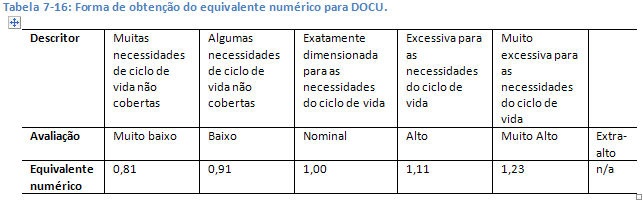 Tabela 7-16: Forma de obtenção do equivalente numérico para DOCU.
Descritor
Muitas
necessidades
de ciclo de
vida não
cobertas
Algumas
necessidades
de ciclo de
vida não
cobertas
Exatamente
dimensionada
para as
necessidades
do ciclo de vida
Excessiva para
as
necessidades
do ciclo de
vida
Muito
excessiva para
as
necessidades
do ciclo de
vida
Avaliação
Muito baixo
Baixo
Nominal
Alto
Muito Alto
Extra-
alto
Equivalente
numérico
0,81
0,91
1,00
1,11
1,23
n/a